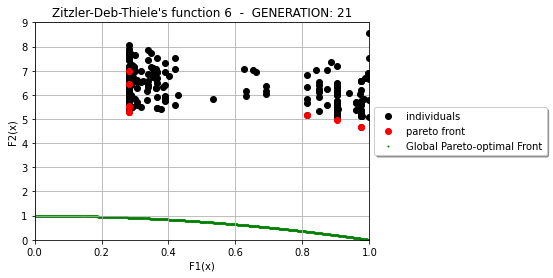 Zitzler-Deb-Thiele's function 6 - GENERATION: 21
F2(x)
9
8
7
6
5
4
3
2
1
0
0.0 0.2 0.4 0.6 0.8 1.0
F1(x)
individuals
pareto front
Global Pareto-optimal Front